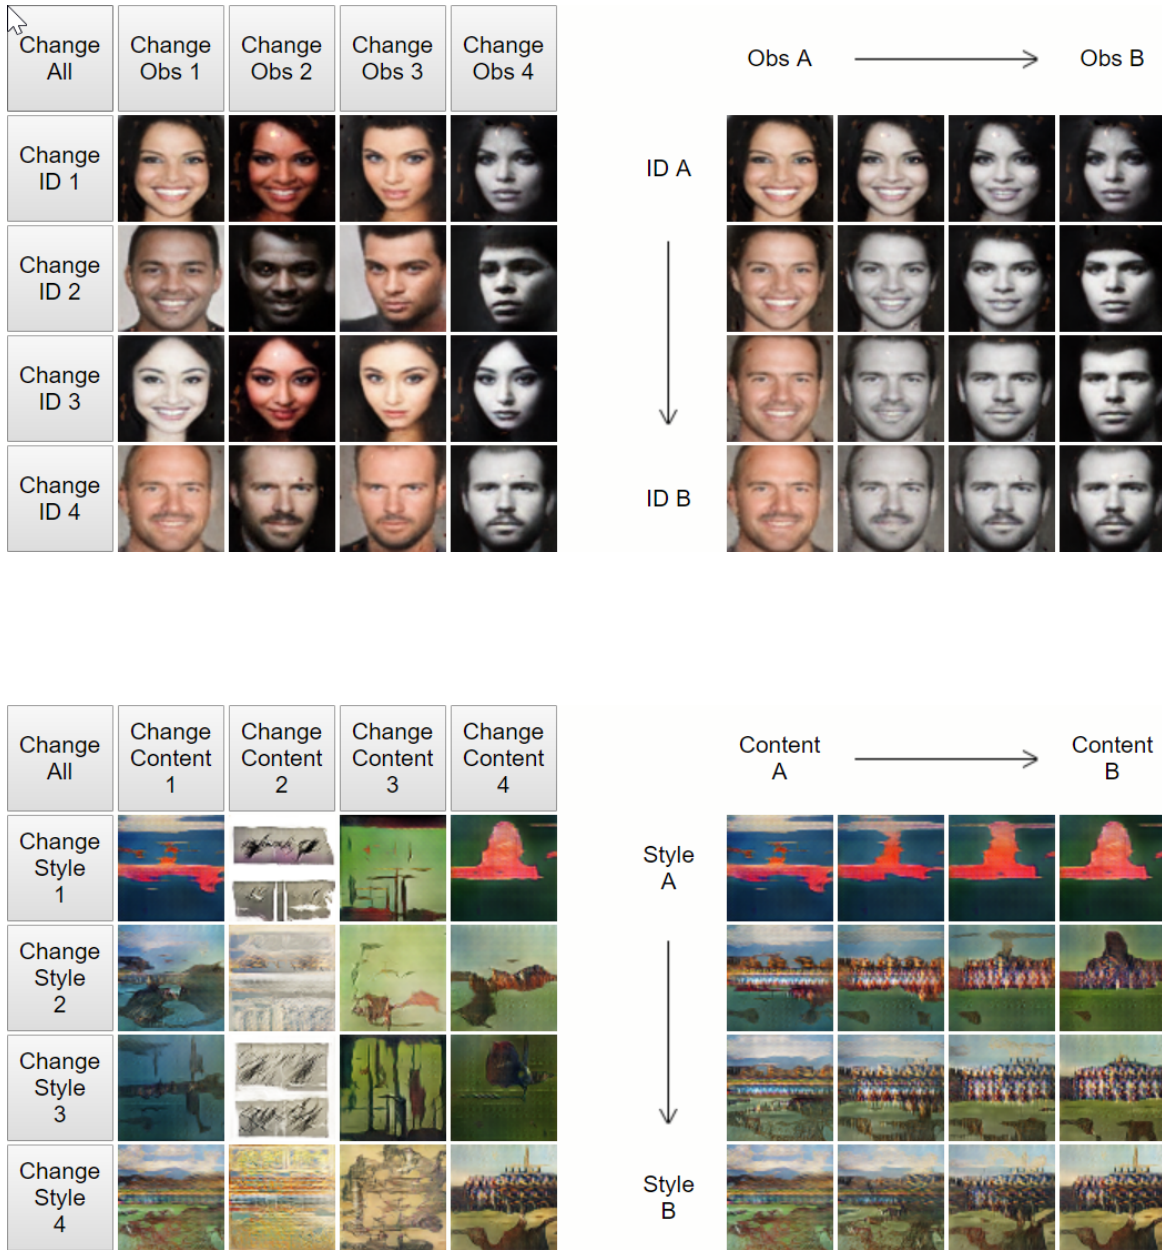 Change
All
Change
Obs 1
Change
Obs 2
Change
Obs 3
Change
Obs 4
Obs A
Obs B
Change
ID 1
ID A
Change
ID 2
Change
ID 3
Change
ID 4
ID B
Change
All
Change
Content
1
Change
Content
2
Change
Content
3
Change
Content
4
Content
A
Content
B
Change
Style
1
Style
A
Change
Style
2
Change
Style
3
Change
Style
4
Style
B